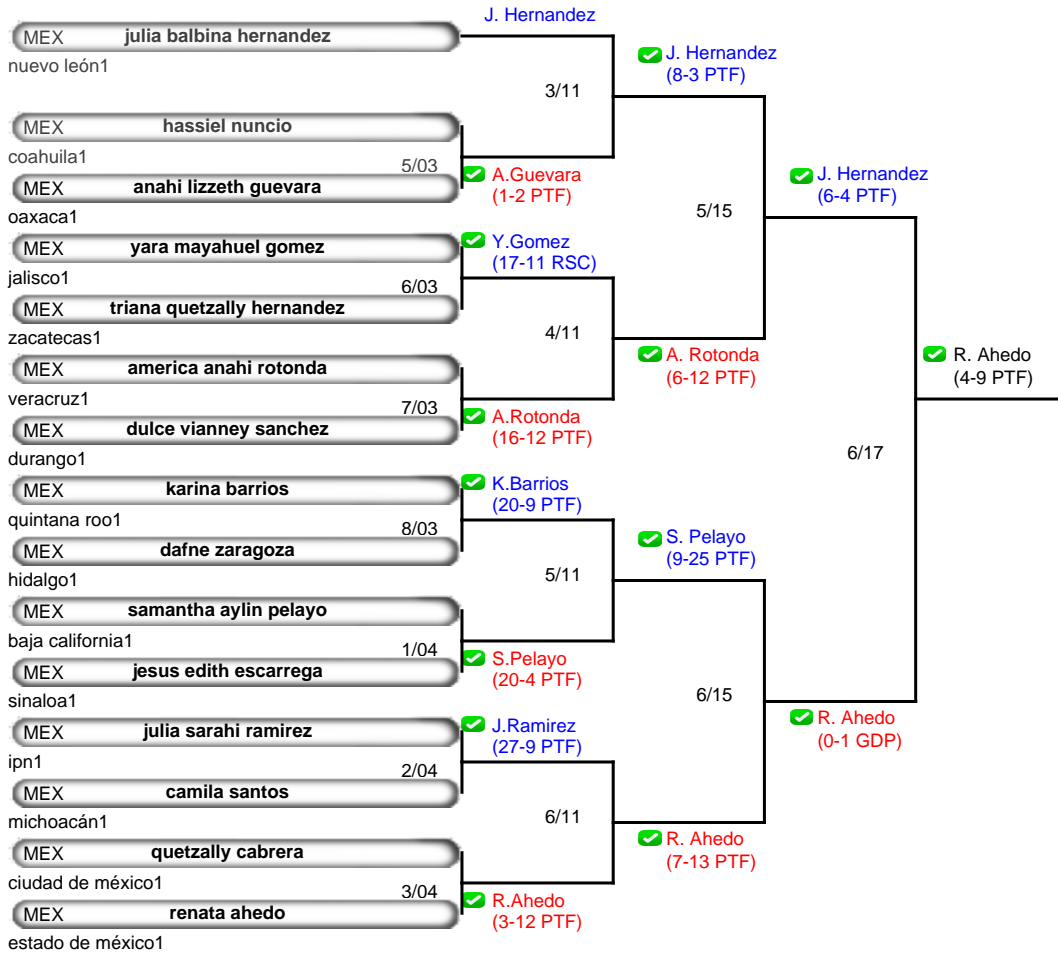 J. Hernandez
MEX julia balbina hernandez
nuevo león1
J. Hernandez
(8-3 PTF)
3/11
MEX hassiel nuncio
coahuila1
5/03
A.Guevara
(1-2 PTF)
MEX anahi lizzeth guevara
oaxaca1
J. Hernandez
(6-4 PTF)
5/15
MEX yara mayahuel gomez
jalisco1
Y.Gomez
(17-11 RSC)
6/03
MEX triana quetzally hernandez
zacatecas1
4/11
A. Rotonda
(6-12 PTF)
R. Ahedo
(4-9 PTF)
MEX america anahi rotonda
veracruz1
7/03
A.Rotonda
(16-12 PTF)
MEX dulce vianney sanchez
durango1
6/17
MEX karina barrios
quintana roo1
K.Barrios
(20-9 PTF)
8/03
MEX dafne zaragoza
hidalgo1
S. Pelayo
(9-25 PTF)
5/11
MEX samantha aylin pelayo
baja california1
1/04
S.Pelayo
(20-4 PTF)
MEX jesus edith escarrega
sinaloa1
6/15
R. Ahedo
(0-1 GDP)
MEX julia sarahi ramirez
ipn1
J.Ramirez
(27-9 PTF)
2/04
MEX camila santos
michoacán1
6/11
R. Ahedo
(7-13 PTF)
MEX quetzally cabrera
ciudad de méxico1
3/04
R.Ahedo
(3-12 PTF)
MEX renata ahedo
estado de méxico1